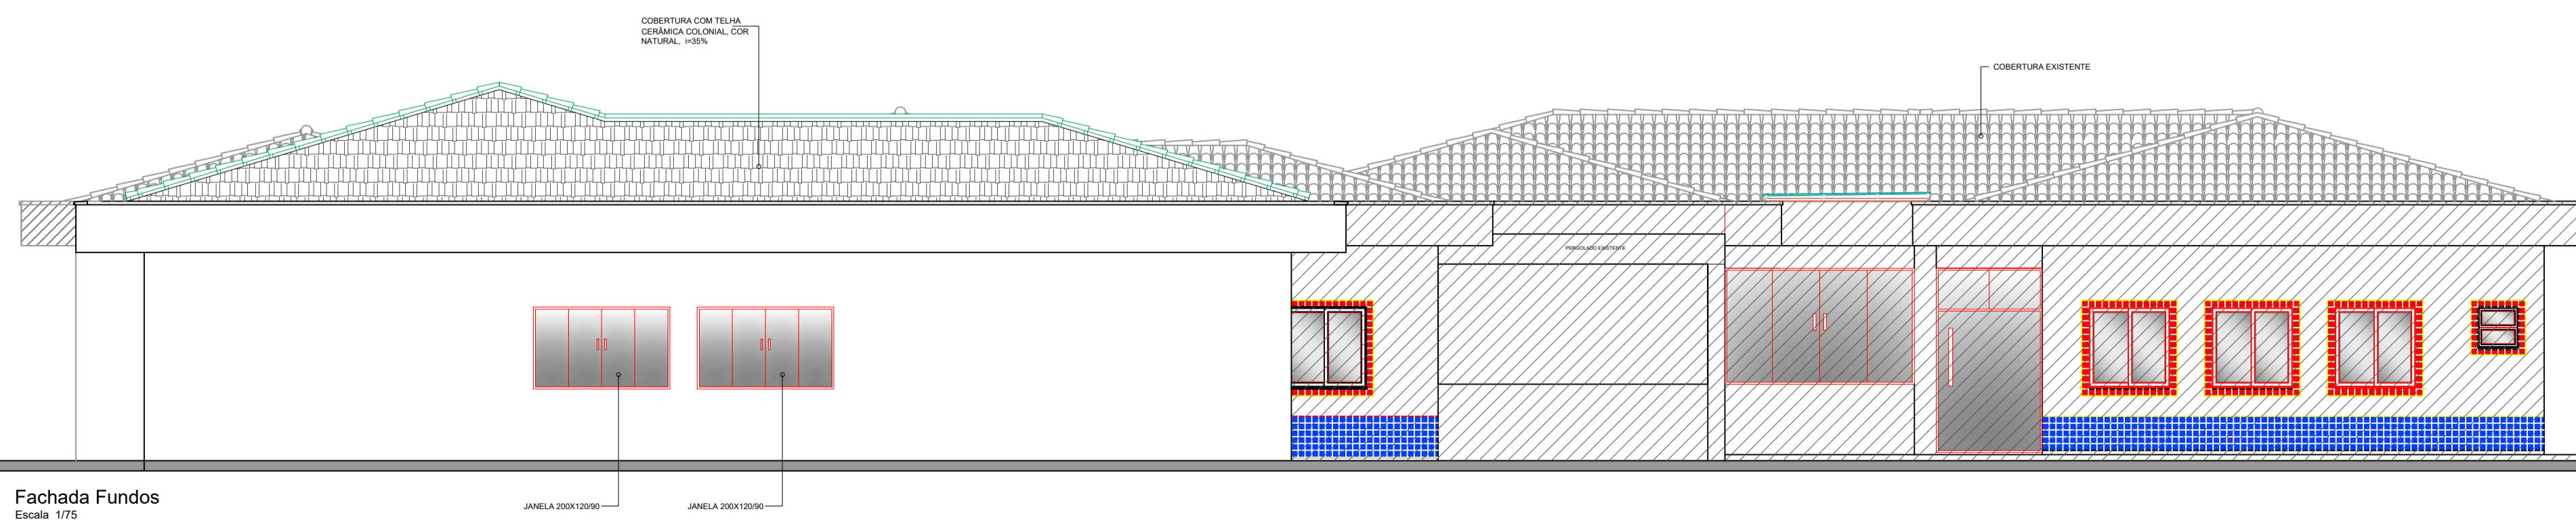 COBERTURA COM TELHA
CERÂMICA COLONIAL, COR
NATURAL, i=35%
COBERTURA EXISTENTE
PERGOLADO EXISTENTE
Fachada Fundos
Escala 1/75
JANELA 200X120/90
JANELA 200X120/90